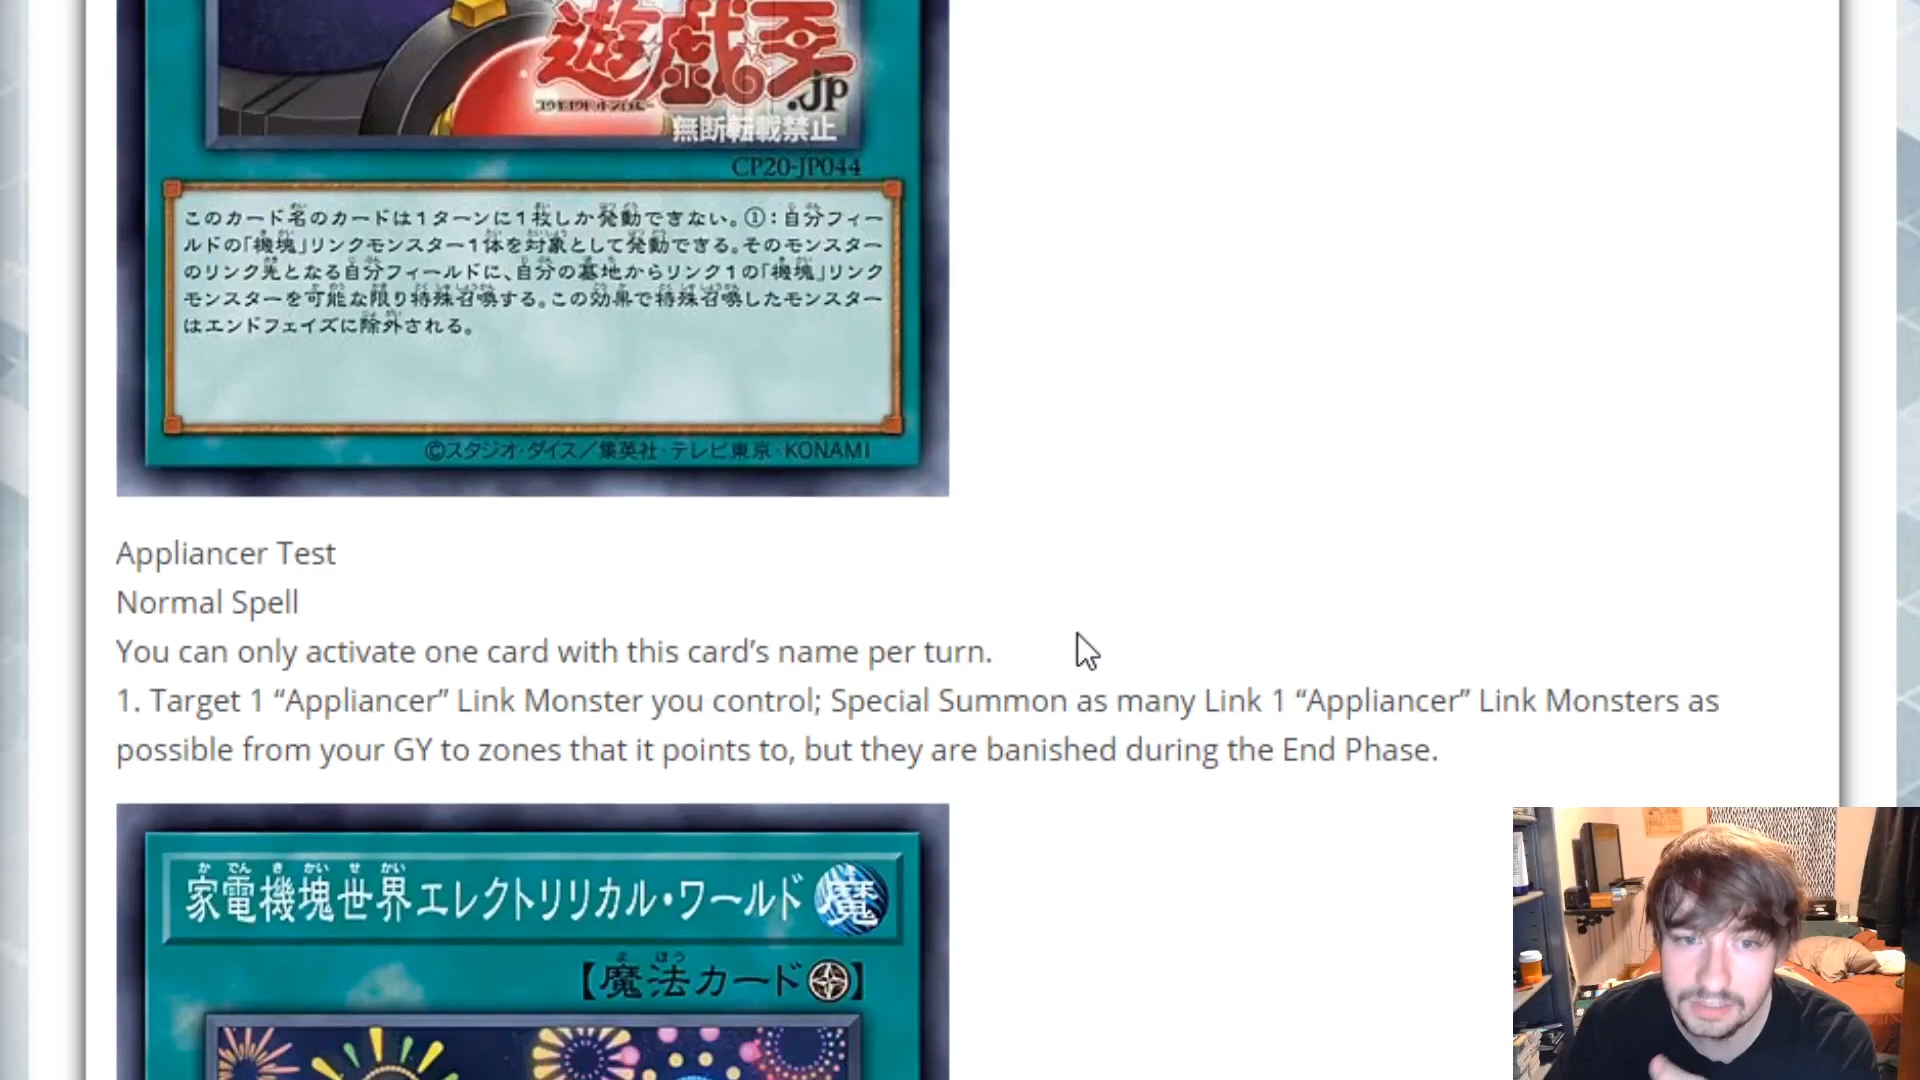 遊戯王
.jp
無断転載禁止
CP20-JP044
このカード名のカードは1ターンに1枚しか発動できない。①:自分フィー
ルドの「機塊」リンクモンスター1体を対象として発動できる。そのモンスター
のリンク先となる自分フィールドに、自分の墓地からリンク1の「機塊」リンク
モンスターを可能な限り特殊召喚する。この効果で特殊召喚したモンスター
はエンドフェイズに除外される。
©スタジオ・ダイス/集英社・テレビ東京・KONAMI
Appliancer Test
Normal Spell
You can only activate one card with this card’s name per turn.
1. Target 1 “Appliancer” Link Monster you control; Special Summon as many Link 1 “Appliancer” Link Monsters as
possible from your GY to zones that it points to, but they are banished during the End Phase.
家電機塊世界エレクトリリカル・ワールド
魔
【魔法カード】